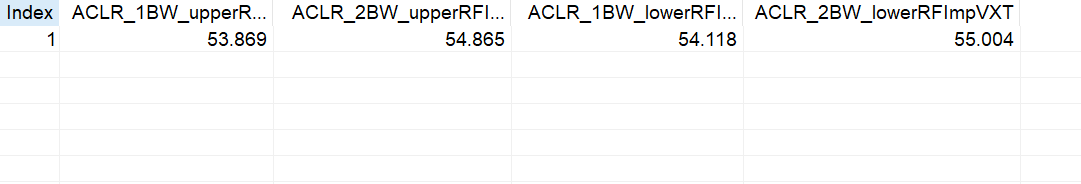 Index ACLR_1BW_upperR... ACLR_2BW_upperRFI... ACLR_1BW_lowerRFI... ACLR_2BW_lowerRFImpVXT
1 53.869 54.865 54.118 55.004